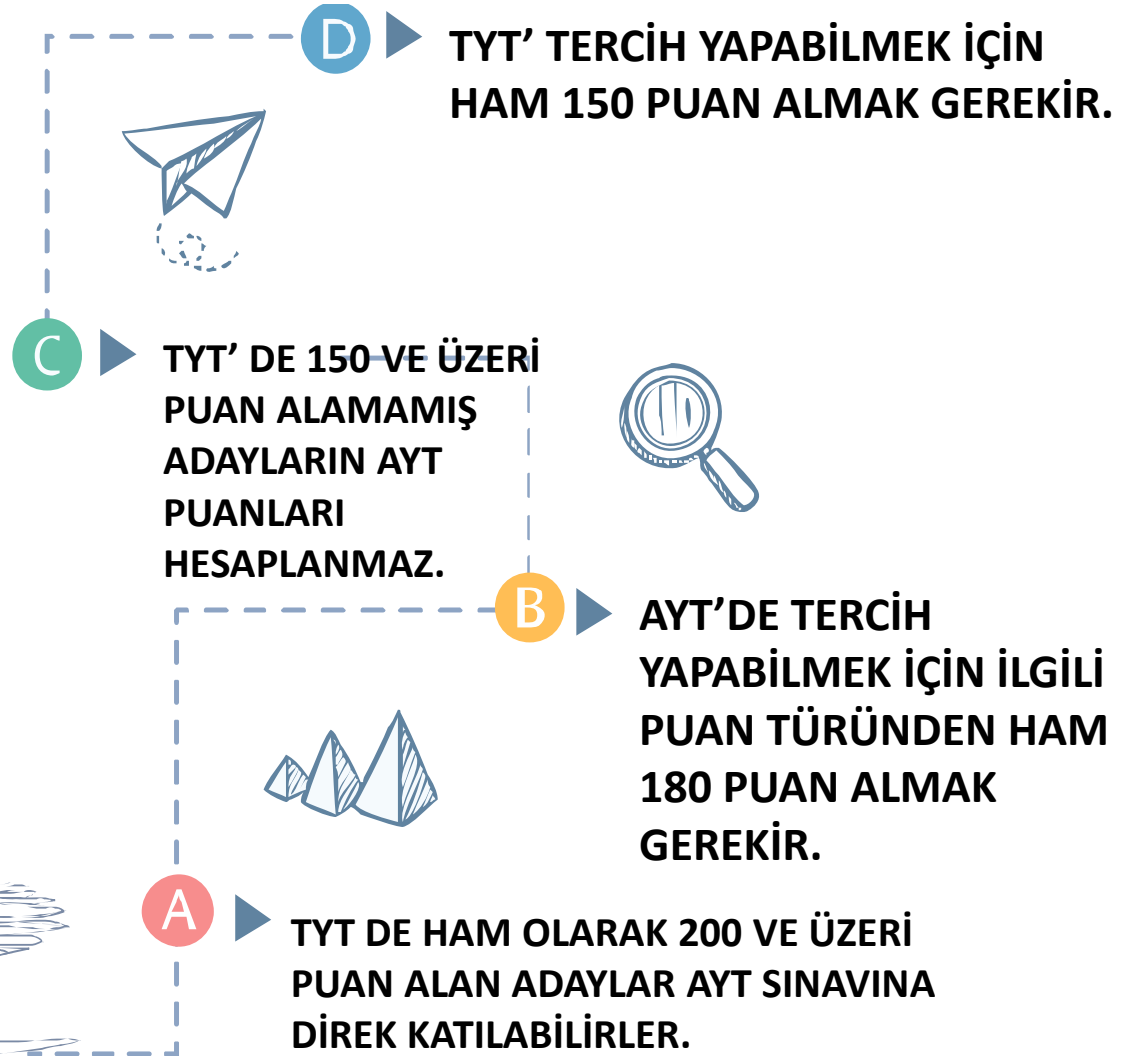 D
TYT’ TERCİH YAPABİLMEK İÇİN
HAM 150 PUAN ALMAK GEREKİR.
C
TYT’ DE 150 VE ÜZERİ
PUAN ALAMAMIŞ
ADAYLARIN AYT
PUANLARI
HESAPLANMAZ.
B
AYT’DE TERCİH
YAPABİLMEK İÇİN İLGİLİ
PUAN TÜRÜNDEN HAM
180 PUAN ALMAK
GEREKİR.
A
TYT DE HAM OLARAK 200 VE ÜZERİ
PUAN ALAN ADAYLAR AYT SINAVINA
DİREK KATILABİLİRLER.